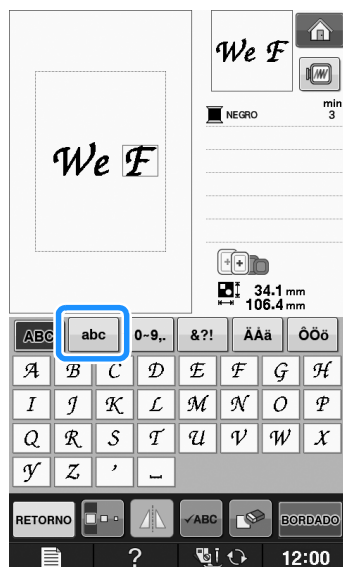 We F
min
NEGRO 3
We F
34.1 mm
106.4 mm
ABC abc 0~9,. &?! ÄÅä ÔÖö
A B C D E F G H
I J K L M N O P
Q R S T U V W X
Y Z ’ ⎵
RETORNO ✓ABC BORDADO
? 12:00